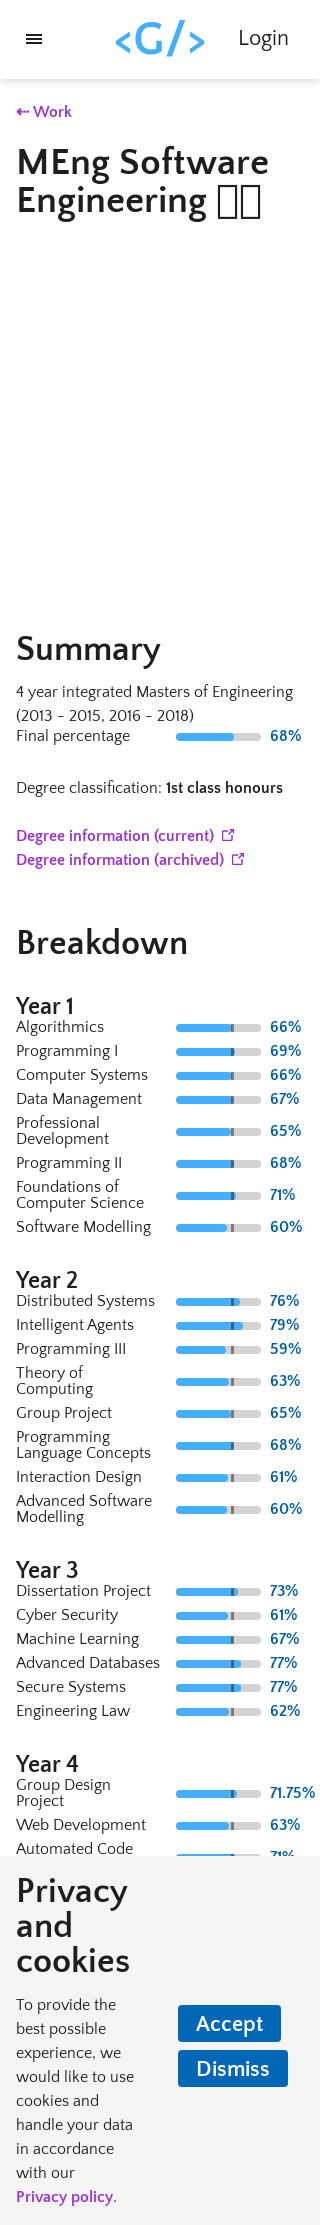 <G/>
Login
⇠ Work
MEng Software
Engineering
Summary
4 year integrated Masters of Engineering
(2013 - 2015, 2016 - 2018)
Final percentage 68%
Degree classification: 1st class honours
Degree information (current)
Degree information (archived)
Breakdown
Year 1
Algorithmics 66%
Programming I 69%
Computer Systems 66%
Data Management 67%
Professional
Development 65%
Programming II 68%
Foundations of
Computer Science 71%
Software Modelling 60%
Year 2
Distributed Systems 76%
Intelligent Agents 79%
Programming III 59%
Theory of
Computing 63%
Group Project 65%
Programming
Language Concepts 68%
Interaction Design 61%
Advanced Software
Modelling 60%
Year 3
Dissertation Project 73%
Cyber Security 61%
Machine Learning 67%
Advanced Databases 77%
Secure Systems 77%
Engineering Law 62%
Year 4
Group Design
Project 71.75%
Web Development 63%
Automated Code
71%
Privacy
and
cookies
To provide the
best possible
experience, we
would like to use
cookies and
handle your data
in accordance
with our
Privacy policy.
Accept
Dismiss